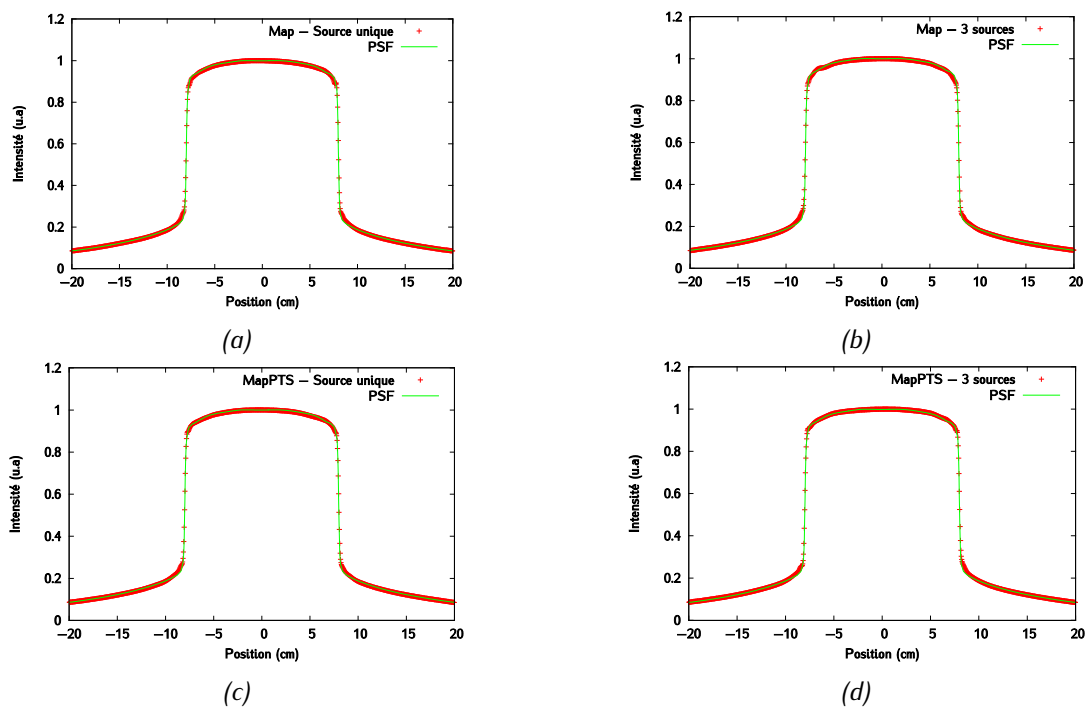 1.2
1
0.8
0.6
0.4
0.2
0
Intensité (u.a)
Map – Source unique
PSF
–20 –15 –10 –5 0 5 10 15 20
Position (cm)
(a)
1.2
1
0.8
0.6
0.4
0.2
0
Intensité (u.a)
Map – 3 sources
PSF
–20 –15 –10 –5 0 5 10 15 20
Position (cm)
(b)
1.2
1
0.8
0.6
0.4
0.2
0
Intensité (u.a)
MapPTS – Source unique
PSF
–20 –15 –10 –5 0 5 10 15 20
Position (cm)
(c)
1.2
1
0.8
0.6
0.4
0.2
0
Intensité (u.a)
MapPTS – 3 sources
PSF
–20 –15 –10 –5 0 5 10 15 20
Position (cm)
(d)